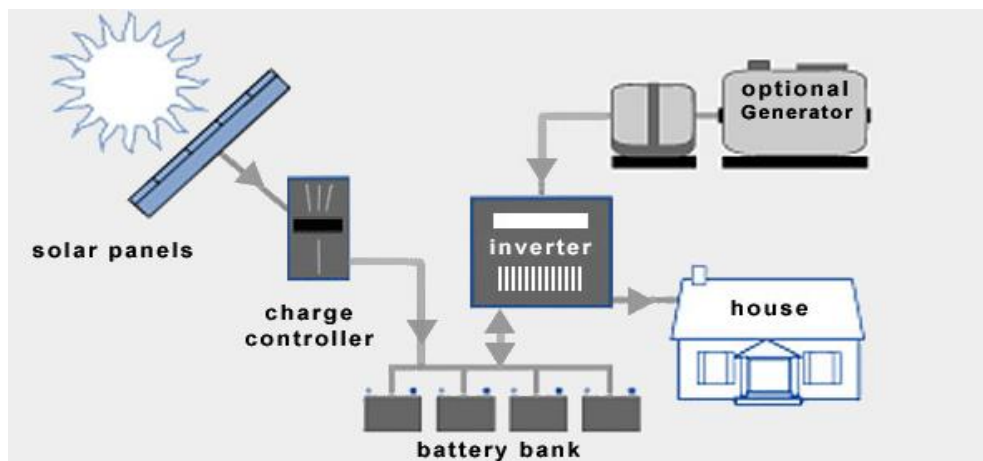 optional
Generator
inverter
solar panels
charge
controller
house
battery bank